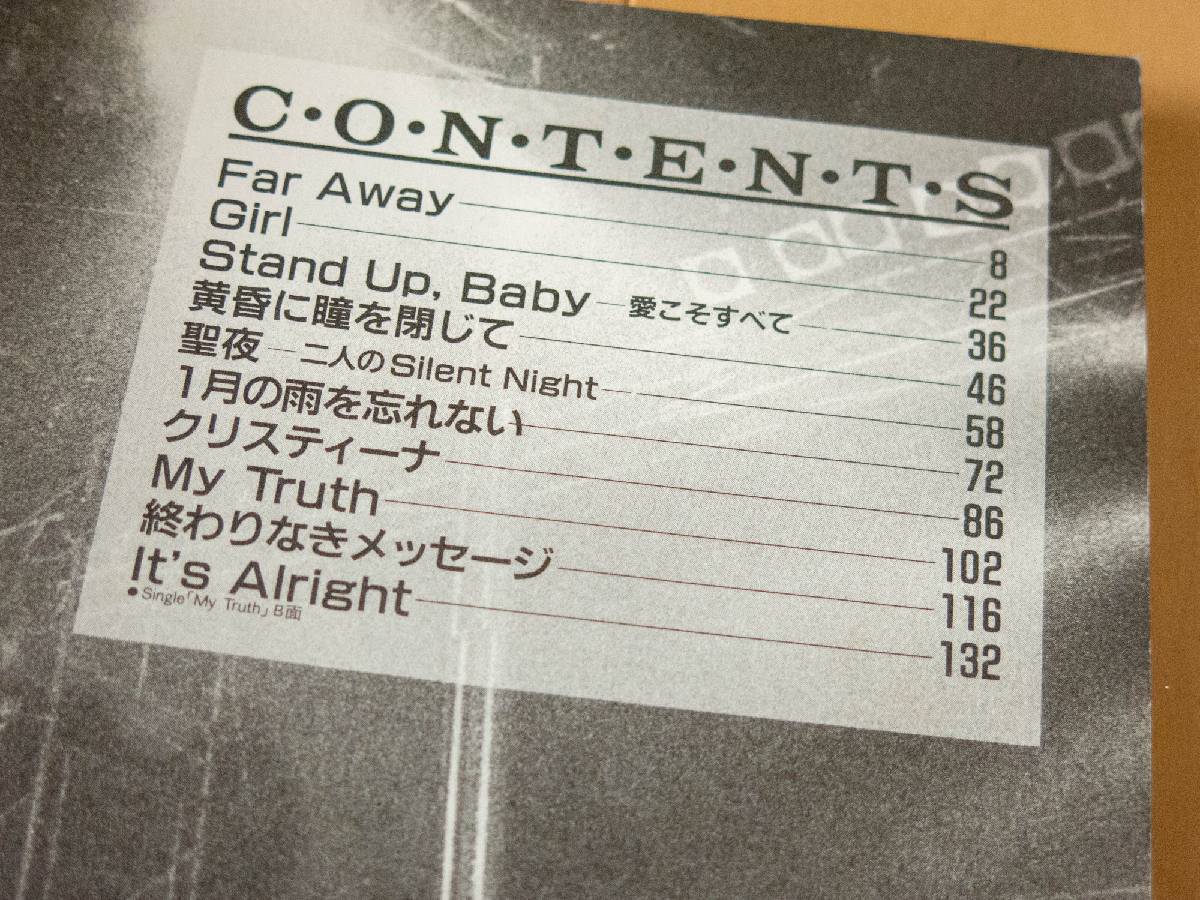 C·O·N·T·E·N·T·S
Far Away 8
Girl 22
Stand Up, Baby —愛こそすべて 36
黄昏に瞳を閉じて 46
聖夜—二人のSilent Night 58
1月の雨を忘れない 72
クリスティーナ 86
My Truth 102
終わりなきメッセージ 116
It's Alright 132
●Single「My Truth」B面